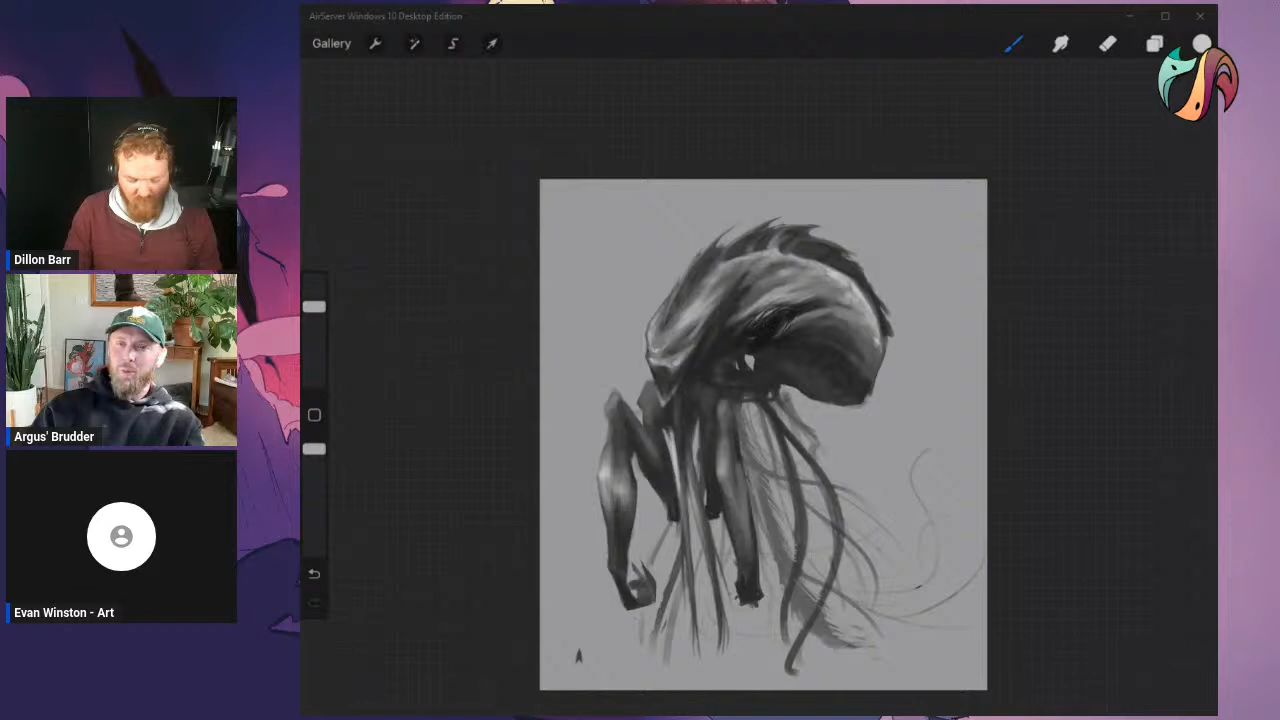 AirServer Windows 10 Desktop Edition
Gallery
Dillon Barr
Argus' Brudder
Evan Winston - Art